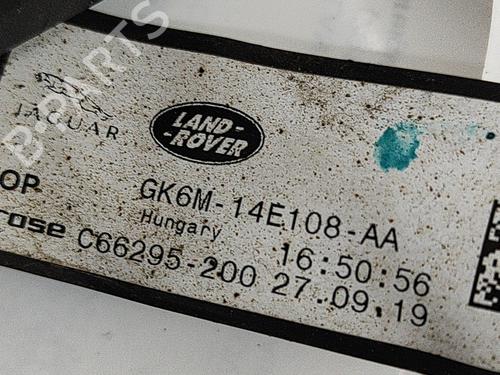 B-PARTS
JAGUAR
LAND-
-ROVER
OP
GK6M-14E108-AA
Hungary
16:50:56
rose C66295-200 27.09.19